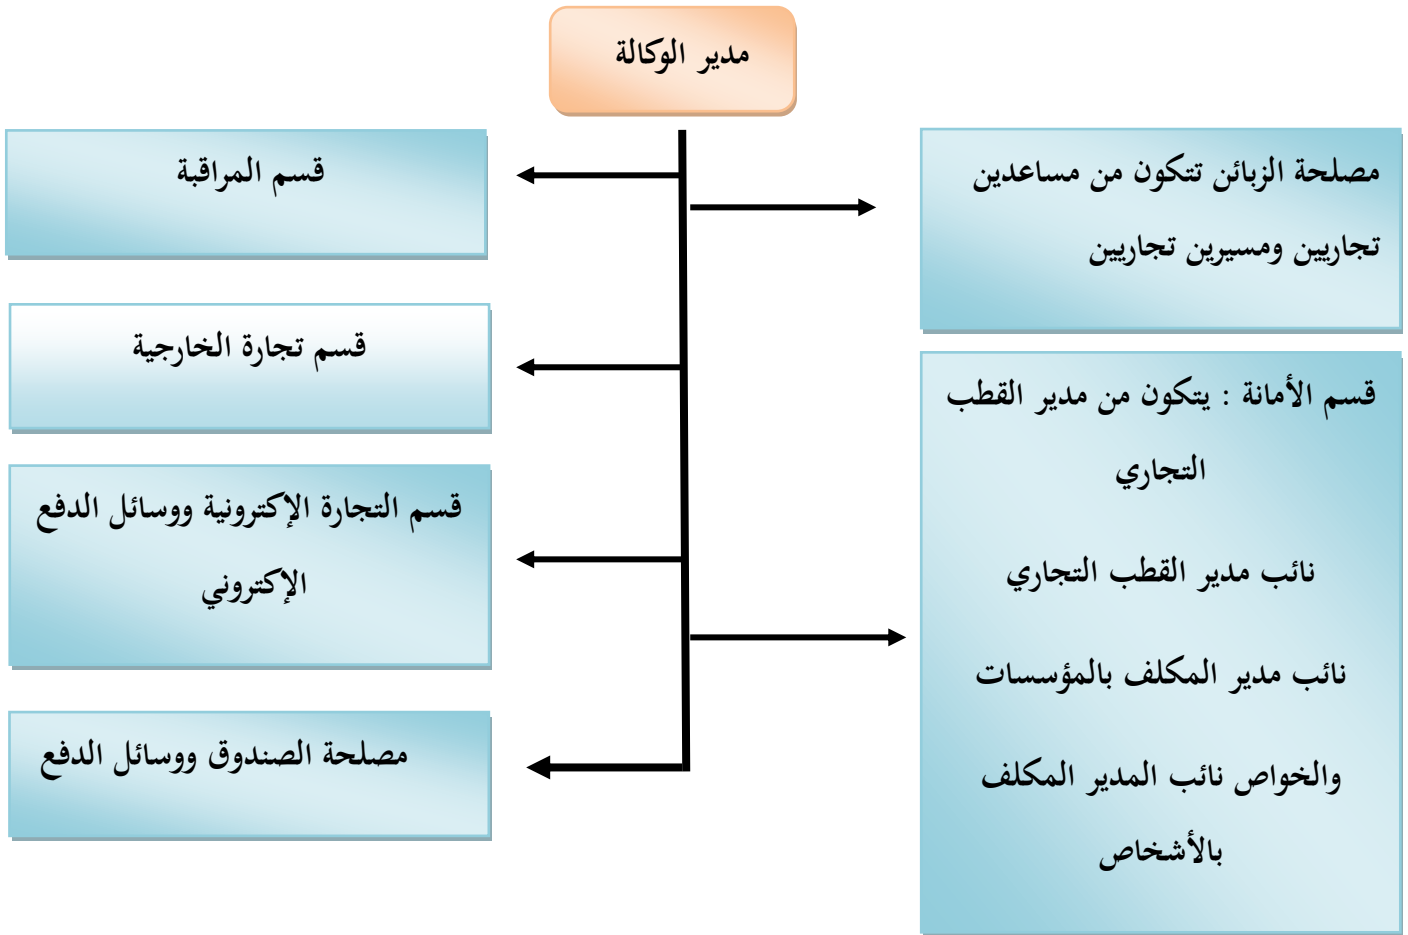 مدير الوكالة
مصلحة الزبائن تتكون من مساعدين
تجاريين ومسيرين تجاريين
قسم المراقبة
قسم تجارة الخارجية
قسم الأمانة : يتكون من مدير القطب
التجاري
نائب مدير القطب التجاري
نائب مدير المكلف بالمؤسسات
والخواص نائب المدير المكلف
بالأشخاص
قسم التجارة الإكترونية ووسائل الدفع
الإكتروني
مصلحة الصندوق ووسائل الدفع